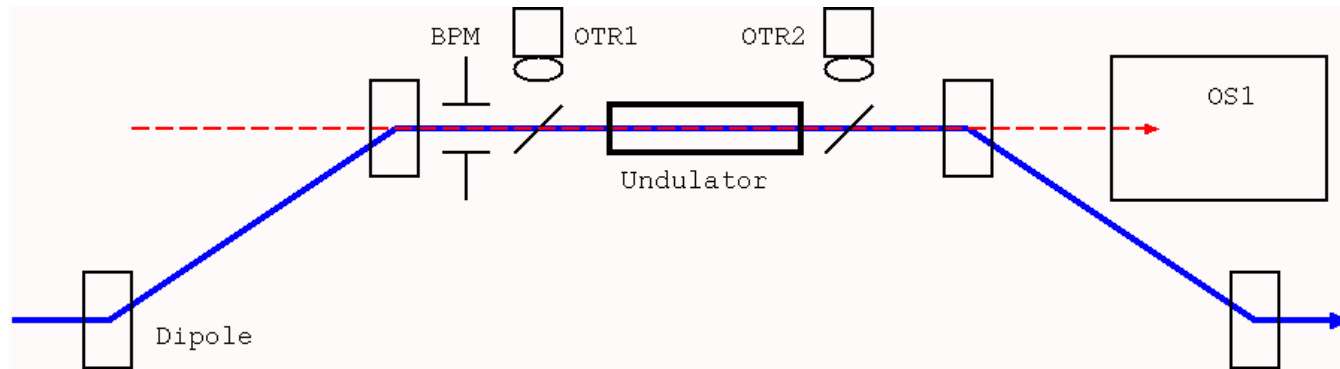 BPM
OTR1
OTR2
OS1
Undulator
Dipole